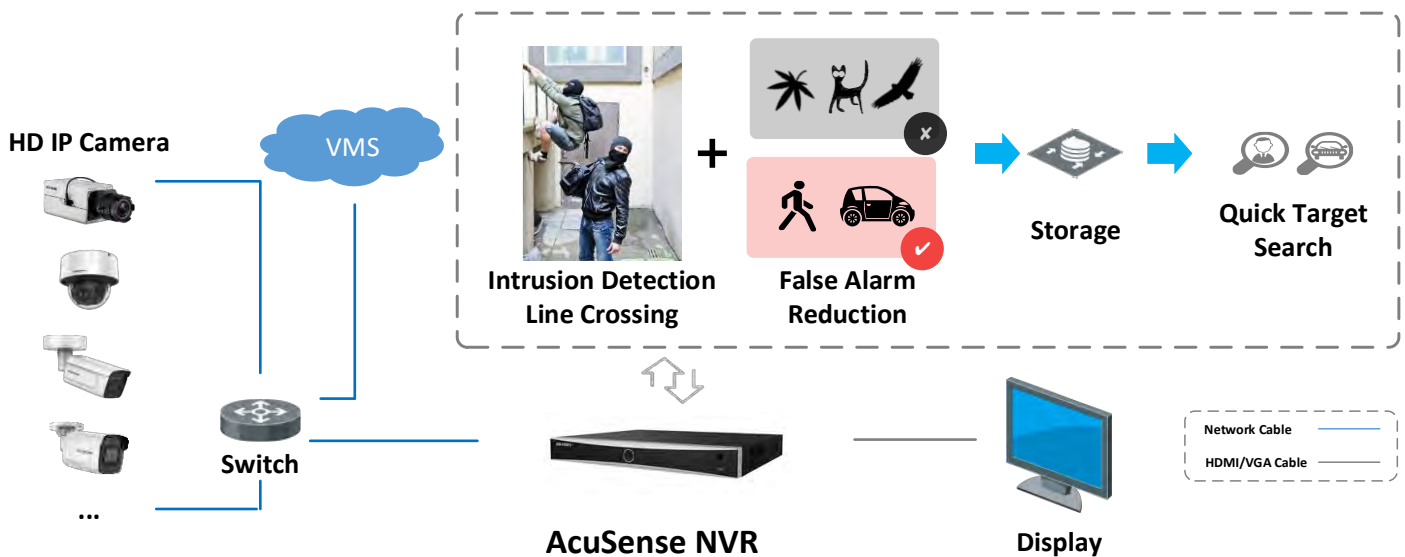 HD IP Camera
VMS
Intrusion Detection
Line Crossing
+
False Alarm
Reduction
Storage
Quick Target
Search
Switch
...
AcuSense NVR
Display
Network Cable
HDMI/VGA Cable